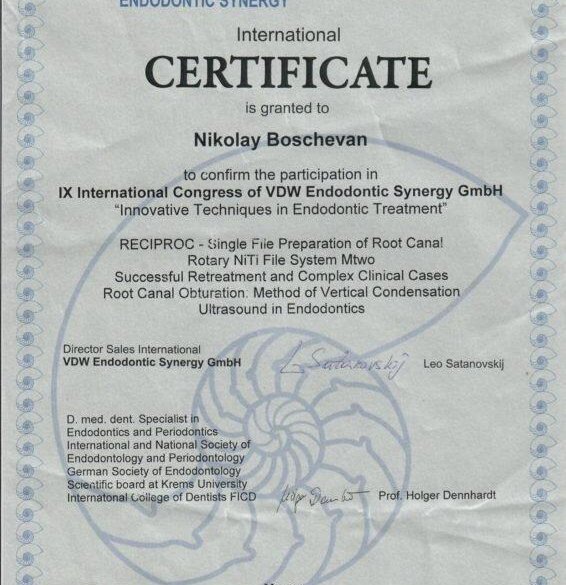 ENDODONTIC SYNERGY
International
CERTIFICATE
is granted to
Nikolay Boschevan
to confirm the participation in
IX International Congress of VDW Endodontic Synergy GmbH
“Innovative Techniques in Endodontic Treatment”
RECIPROC - Single File Preparation of Root Canal
Rotary NiTi File System Mtwo
Successful Retreatment and Complex Clinical Cases
Root Canal Obturation. Method of Vertical Condensation
Ultrasound in Endodontics
Director Sales International
VDW Endodontic Synergy GmbH
L Satanovskij Leo Satanovskij
D. med. dent. Specialist in
Endodontics and Periodontics
International and National Society of
Endodontology and Periodontology
German Society of Endodontology
Scientific board at Krems University
International College of Dentists FICD
Prof. Holger Dennhardt